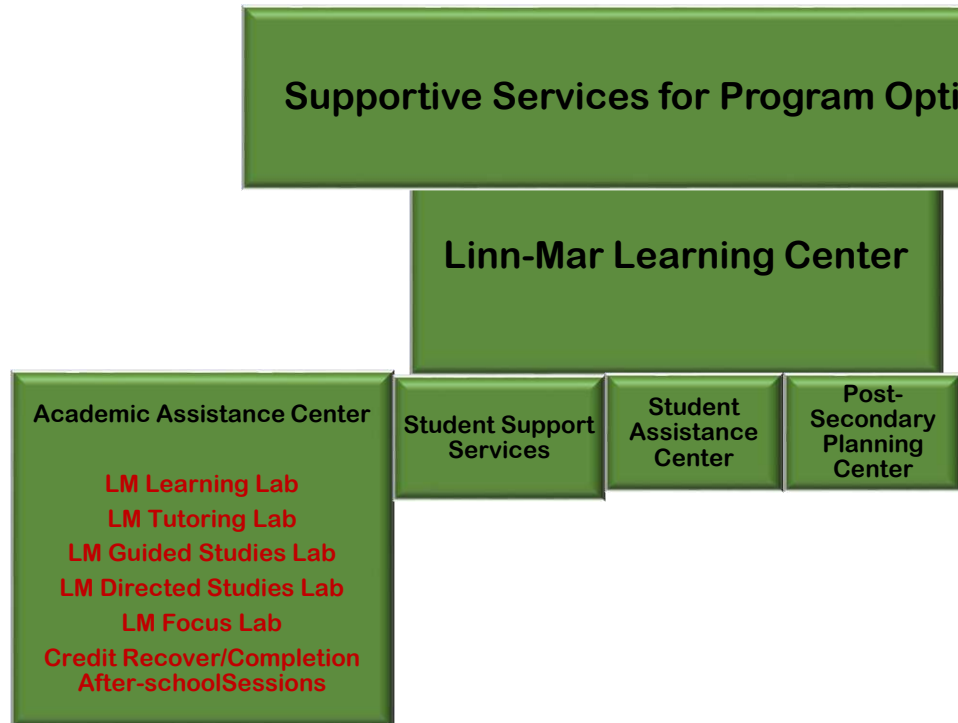 Supportive Services for Program Opti
Linn-Mar Learning Center
Academic Assistance Center
LM Learning Lab
LM Tutoring Lab
LM Guided Studies Lab
LM Directed Studies Lab
LM Focus Lab
Credit Recover/Completion
After-schoolSessions
Student Support
Services
Student
Assistance
Center
Post-
Secondary
Planning
Center